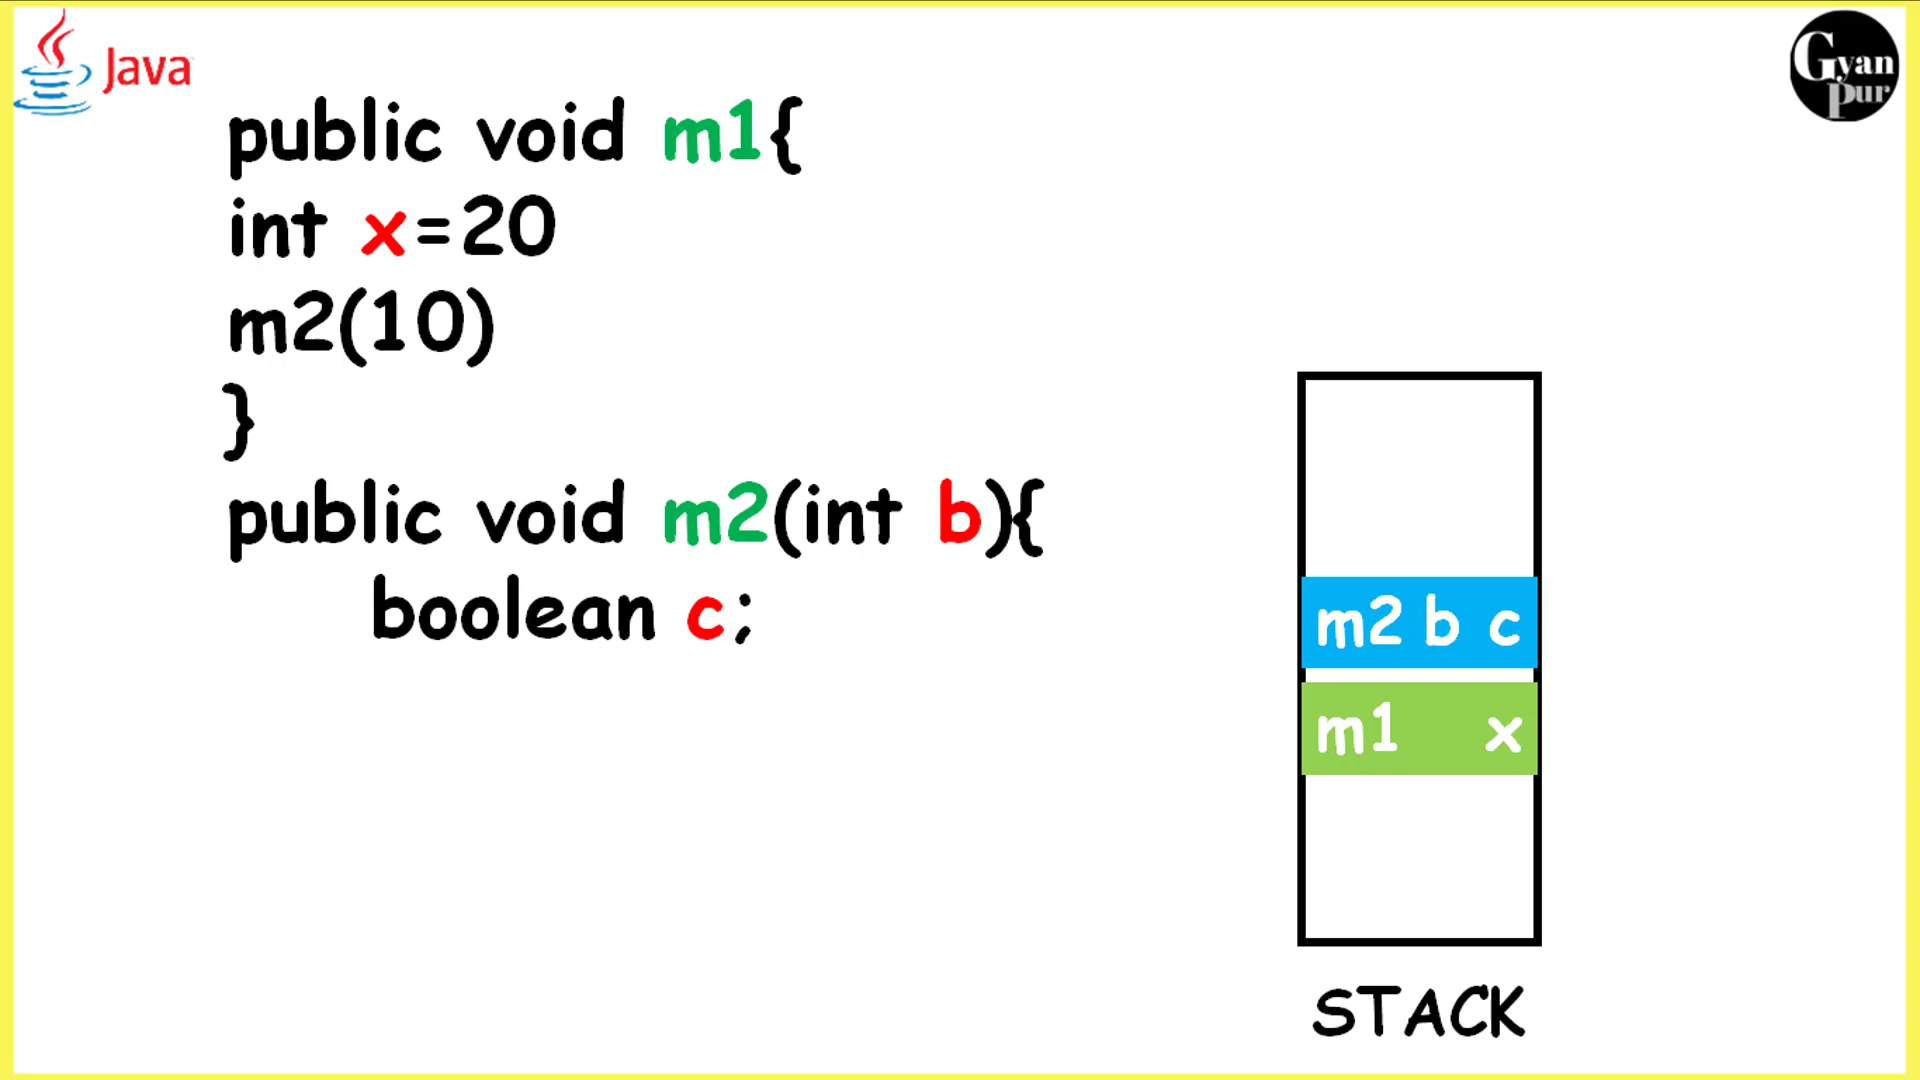 Java
Gyan
Pur
public void m1{
int x=20
m2(10)
}
public void m2(int b){
boolean c;
m2 b c
m1 x
STACK